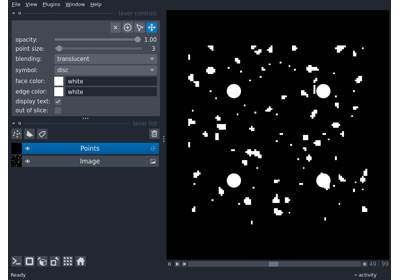 File View Plugins Window Help
layer controls
opacity: 1.00
point size: 3
blending: translucent
symbol: disc
face color: white
edge color: white
display text:
out of slice:
layer list
Points
Image
49 99
Ready activity